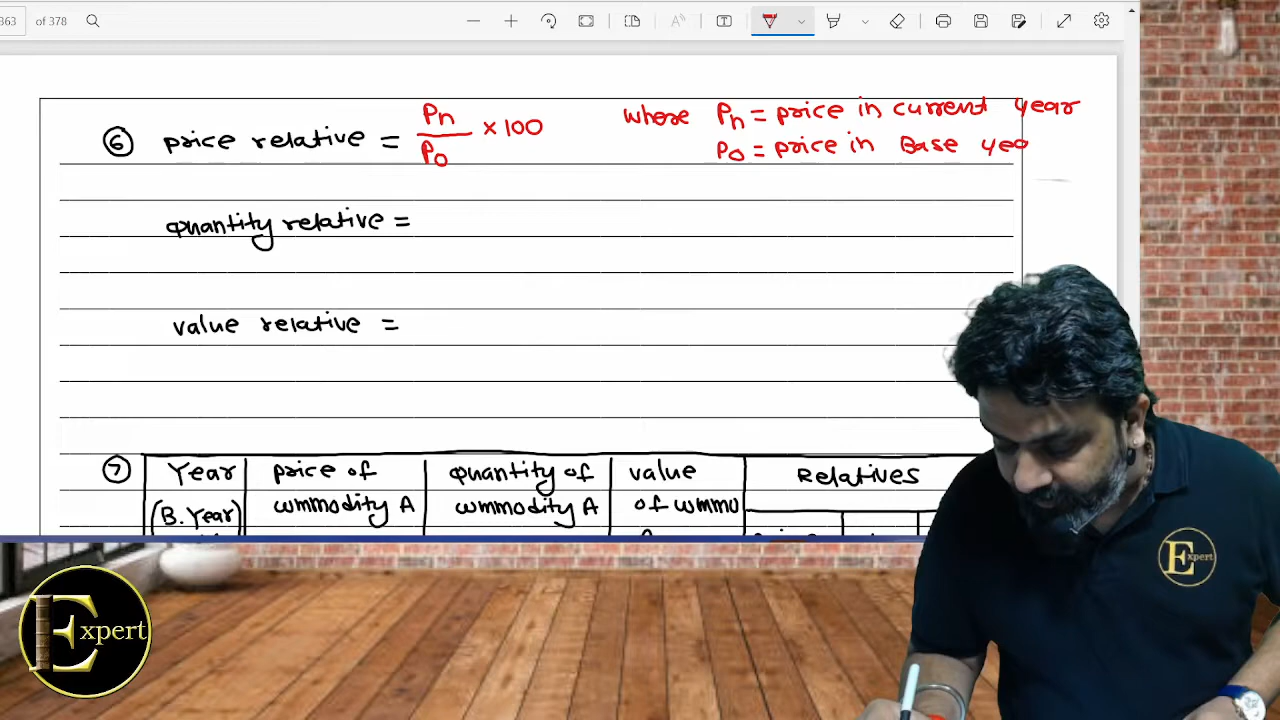 363 of 378
⑥ price relative = Pn/P0 × 100 where Pn = price in current year
P0 = price in Base yea
quantity relative =
value relative =
⑦ Year price of quantity of value Relatives
(B. Year) commodity A commodity A of commo
Expert
Expert